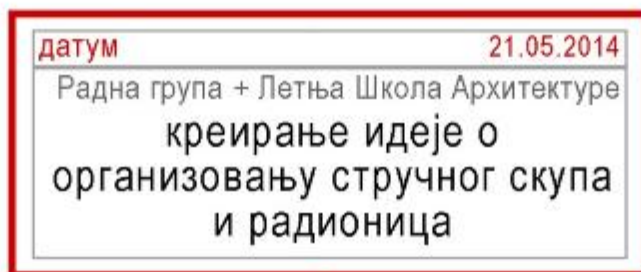 датум 21.05.2014
Радна група + Летња Школа Архитектуре
креирање идеје о
организовању стручног скупа
и радионица